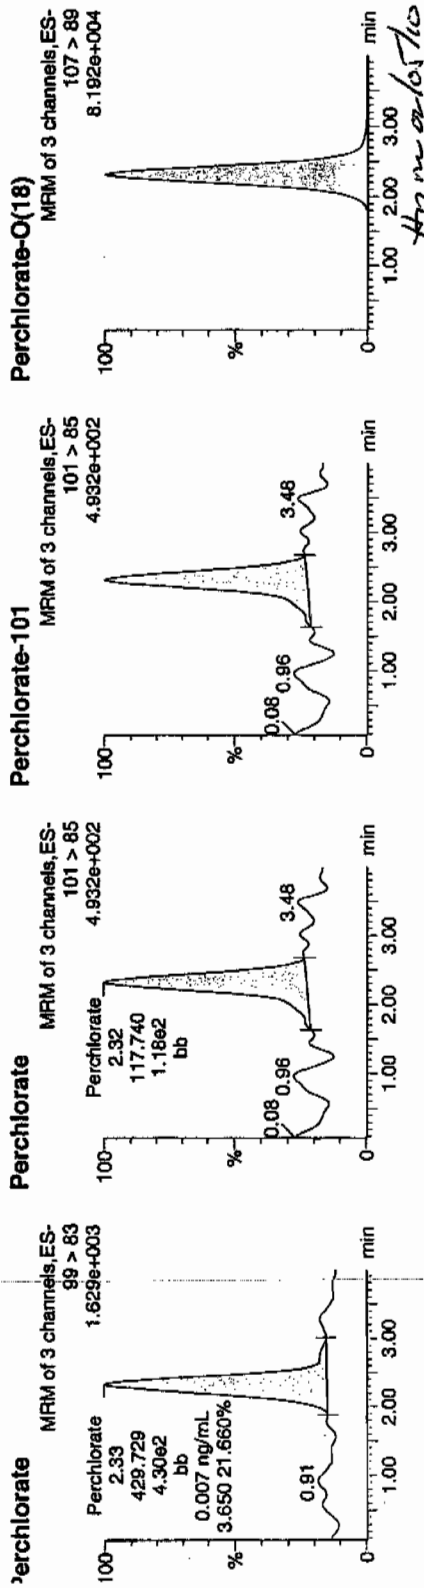 Perchlorate
MRM of 3 channels,ES-
99 > 83
1.629e+003
100
Perchlorate
2.33
429.729
4.30e2
bb
0.007 ng/mL
3.650 21.660%
%
0.91
0
1.00
2.00
3.00
min
Perchlorate
MRM of 3 channels,ES-
101 > 85
4.932e+002
100
Perchlorate
2.32
117.740
1.18e2
bb
%
0.08
0.96
3.48
0
1.00
2.00
3.00
min
Perchlorate-101
MRM of 3 channels,ES-
101 > 85
4.932e+002
100
%
0.08
0.96
3.48
0
1.00
2.00
3.00
min
Perchlorate-O(18)
MRM of 3 channels,ES-
107 > 89
8.192e+004
100
%
0
1.00
2.00
3.00
min
02/05/10